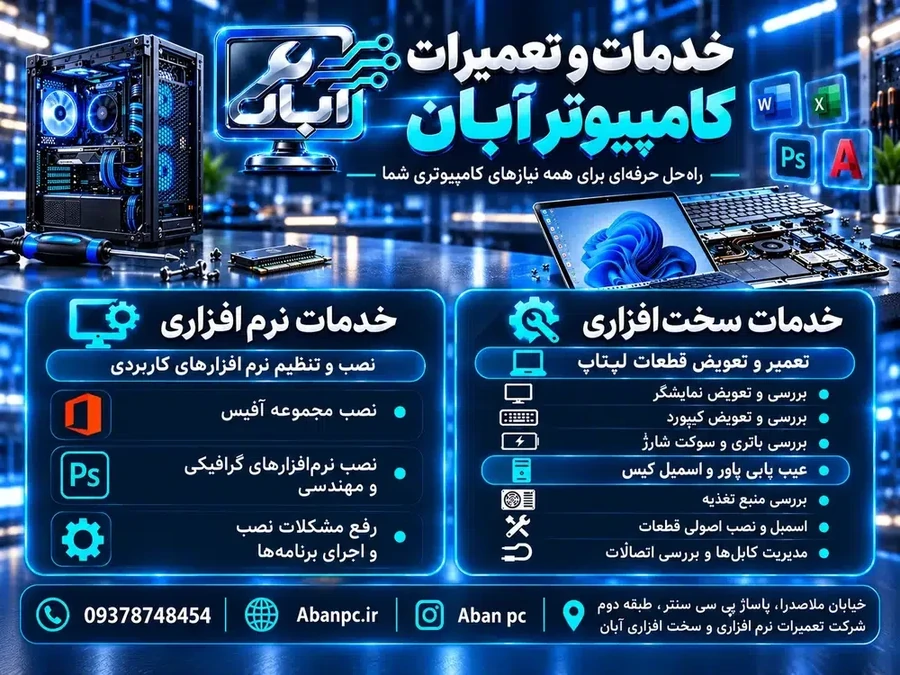 خدمات و تعمیرات
کامپیوتر آبان
راه‌حل حرفه‌ای برای همه نیازهای کامپیوتری شما
آبان
W
X
Ps
A
خدمات سخت‌افزاری
تعمیر و تعویض قطعات لپتاپ
بررسی و تعویض نمایشگر
بررسی و تعویض کیبورد
بررسی باتری و سوکت شارژ
عیب یابی پاور و اسمبل کیس
بررسی منبع تغذیه
اسمبل و نصب اصولی قطعات
مدیریت کابل‌ها و بررسی اتصالات
خدمات نرم افزاری
نصب و تنظیم نرم افزارهای کاربردی
نصب مجموعه آفیس
نصب نرم‌افزارهای گرافیکی
و مهندسی
Ps
رفع مشکلات نصب
و اجرای برنامه‌ها
خیابان ملاصدرا، پاساژ پی سی سنتر ، طبقه دوم
شرکت تعمیرات نرم افزاری و سخت افزاری آبان
Aban pc
Abanpc.ir
09378748454